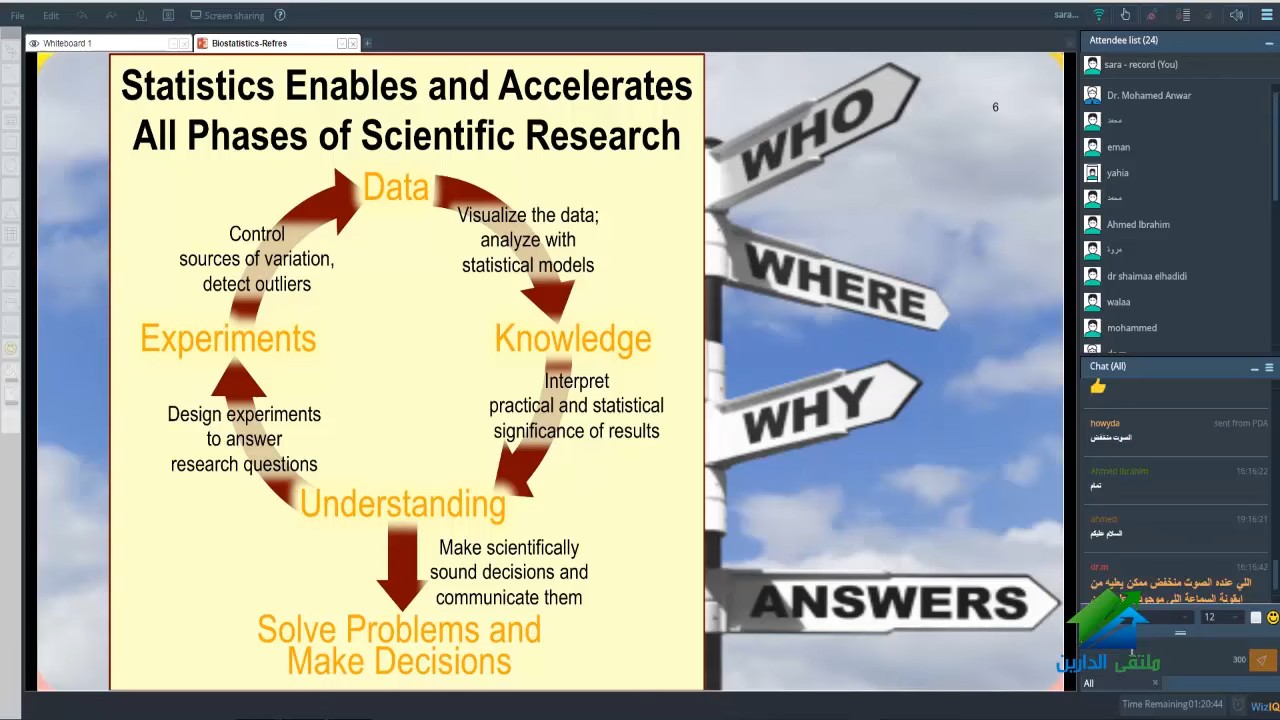 File
Edit
Screen sharing
?
sara...
Whiteboard 1
Biostatistics-Refres
Statistics Enables and Accelerates
All Phases of Scientific Research
6
Data
Visualize the data;
analyze with
statistical models
Control
sources of variation,
detect outliers
Experiments
Knowledge
Interpret
practical and statistical
significance of results
Design experiments
to answer
research questions
Understanding
Make scientifically
sound decisions and
communicate them
Solve Problems and
Make Decisions
WHO
WHERE
WHY
ANSWERS
Attendee list (24)
sara - record (You)
Dr. Mohamed Anwar
محمد
eman
yahia
محمد
Ahmed Ibrahim
مروة
dr shaimaa elhadidi
walaa
mohammed
Chat (All)
howyda
sent from PDA
الصوت منخفض
Ahmed Ibrahim
16:16:22
تمام
ahmed
19:16:21
السلام عليكم
dr.m
16:16:42
اللي عنده الصوت منخفض ممكن يعليه من
ايقونة السماعة اللي
12
300
ملتقى الدارين
All
Time Remaining 01:20:44
WizIQ